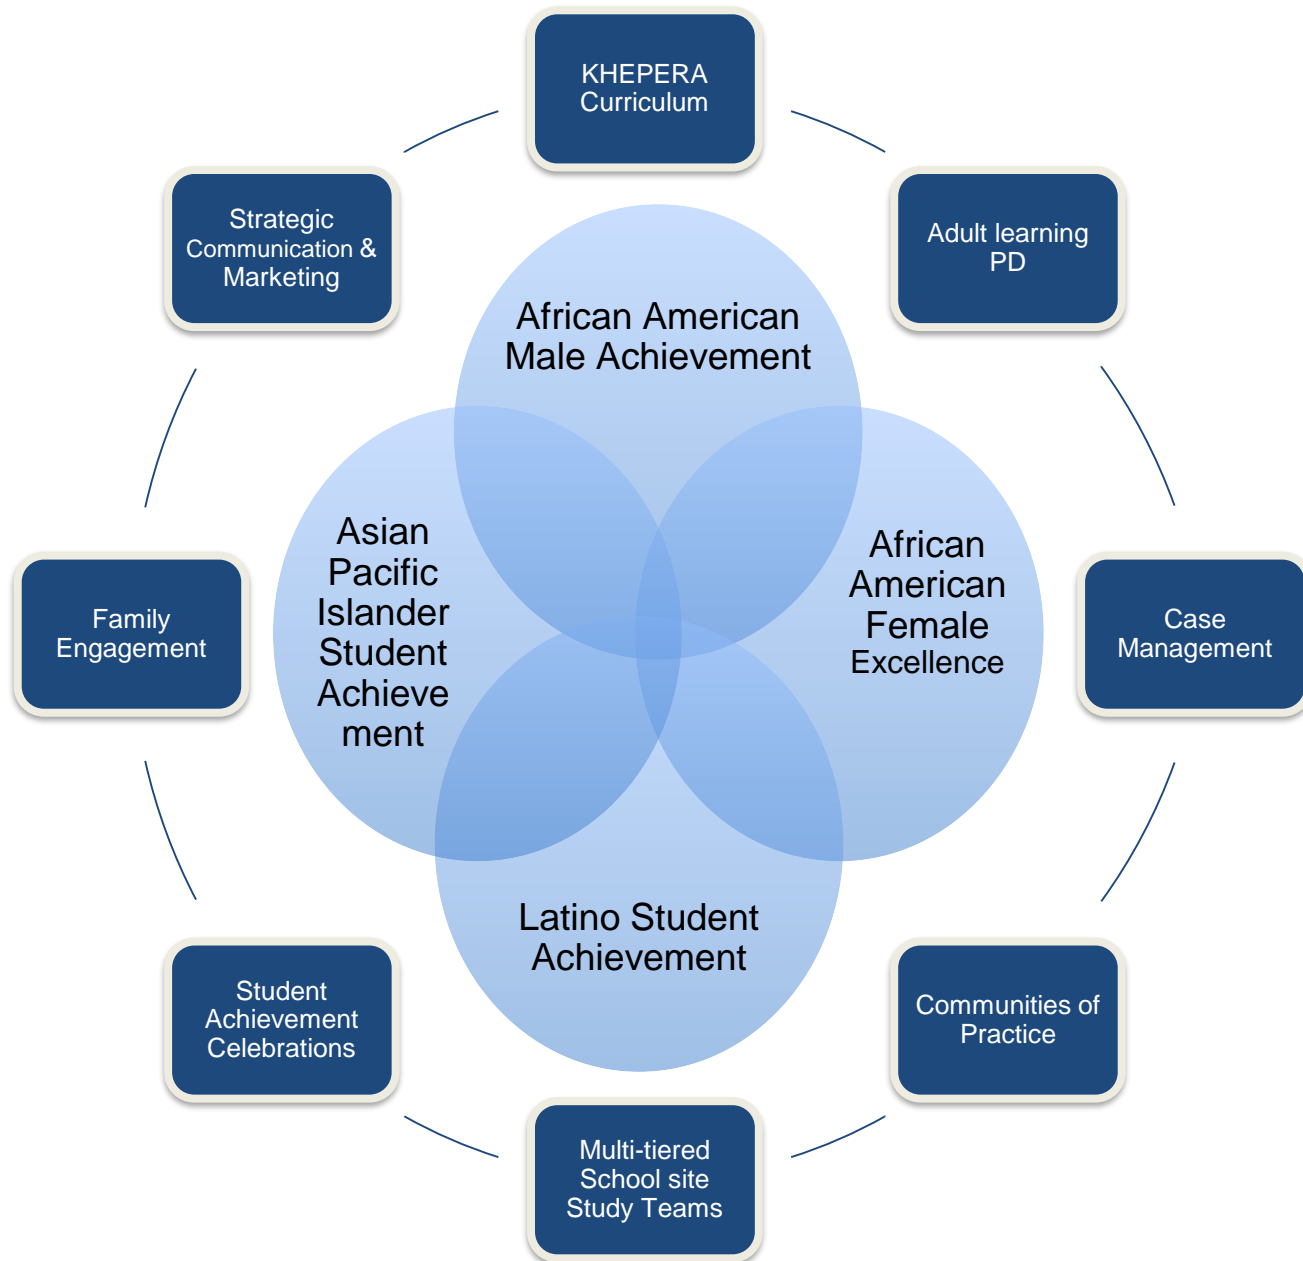 KHEPERA
Curriculum
Strategic
Communication &
Marketing
Adult learning
PD
African American
Male Achievement
Asian
Pacific
Islander
Student
Achieve
ment
African
American
Female
Excellence
Family
Engagement
Case
Management
Latino Student
Achievement
Student
Achievement
Celebrations
Communities of
Practice
Multi-tiered
School site
Study Teams